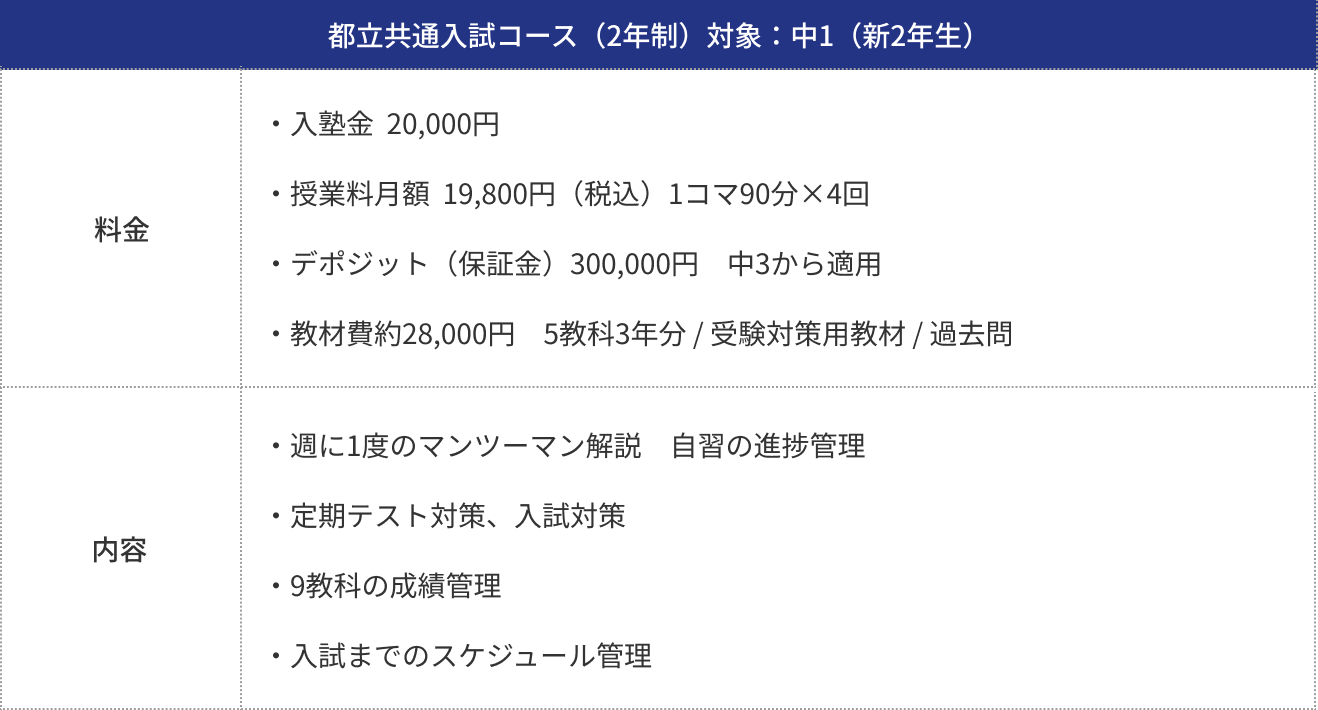 都立共通入試コース（2年制）対象：中1（新2年生）
料金
・入塾金 20,000円
・授業料月額 19,800円（税込）1コマ90分×4回
・デポジット（保証金）300,000円　中3から適用
・教材費約28,000円　5教科3年分 / 受験対策用教材 / 過去問
内容
・週に1度のマンツーマン解説　自習の進捗管理
・定期テスト対策、入試対策
・9教科の成績管理
・入試までのスケジュール管理